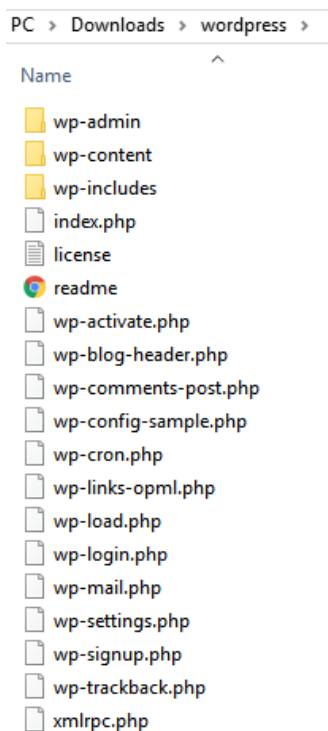 PC > Downloads > wordpress >
Name
wp-admin
wp-content
wp-includes
index.php
license
readme
wp-activate.php
wp-blog-header.php
wp-comments-post.php
wp-config-sample.php
wp-cron.php
wp-links-opml.php
wp-load.php
wp-login.php
wp-mail.php
wp-settings.php
wp-signup.php
wp-trackback.php
xmlrpc.php